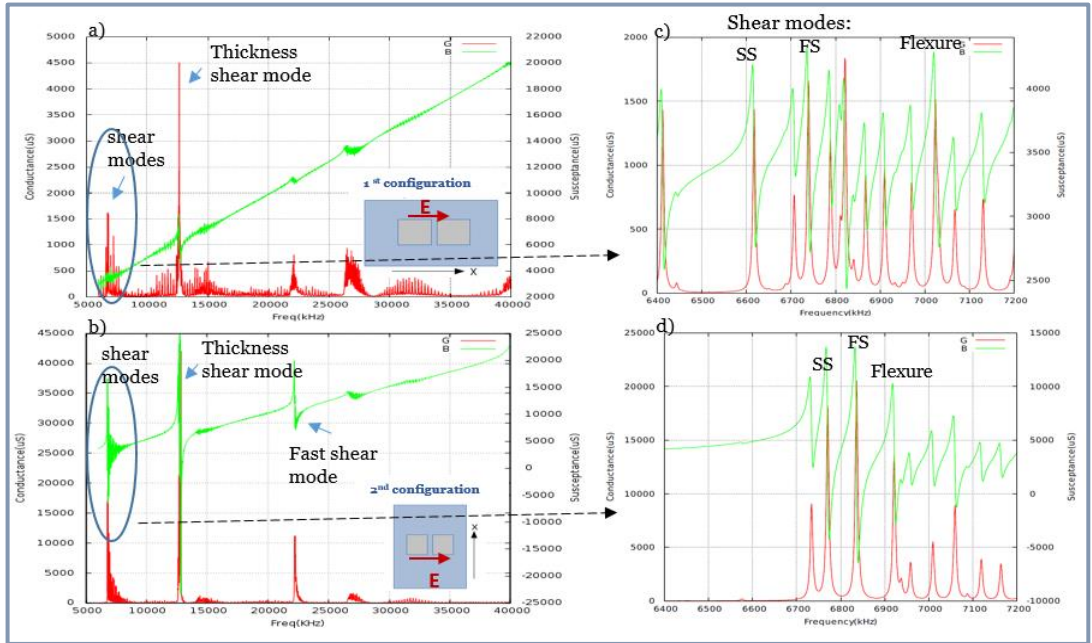 a)
Thickness
shear mode
shear
modes
G
B
5000
4500
4000
3500
3000
2500
2000
1500
1000
500
0
Conductance(uS)
22000
20000
18000
16000
14000
12000
10000
8000
6000
4000
2000
Susceptance(uS)
1 st configuration
E
x
5000 10000 15000 20000 25000 30000 35000 40000
Freq(kHz)
c)
Shear modes:
SS
FS
Flexure
G
B
2000
1500
1000
500
0
Conductance(uS)
4000
3500
3000
2500
Susceptance(uS)
6400 6500 6600 6700 6800 6900 7000 7100 7200
Frequency(kHz)
b)
shear
modes
Thickness
shear mode
G
B
45000
40000
35000
30000
25000
20000
15000
10000
5000
0
Conductance(uS)
25000
20000
15000
10000
5000
0
-5000
-10000
-15000
-20000
-25000
Susceptance(uS)
Fast shear
mode
2nd configuration
x
E
5000 10000 15000 20000 25000 30000 35000 40000
Freq(kHz)
d)
SS
FS
Flexure
G
B
25000
20000
15000
10000
5000
0
Conductance(uS)
15000
10000
5000
0
-5000
-10000
Susceptance(uS)
6400 6500 6600 6700 6800 6900 7000 7100 7200
Frequency(kHz)